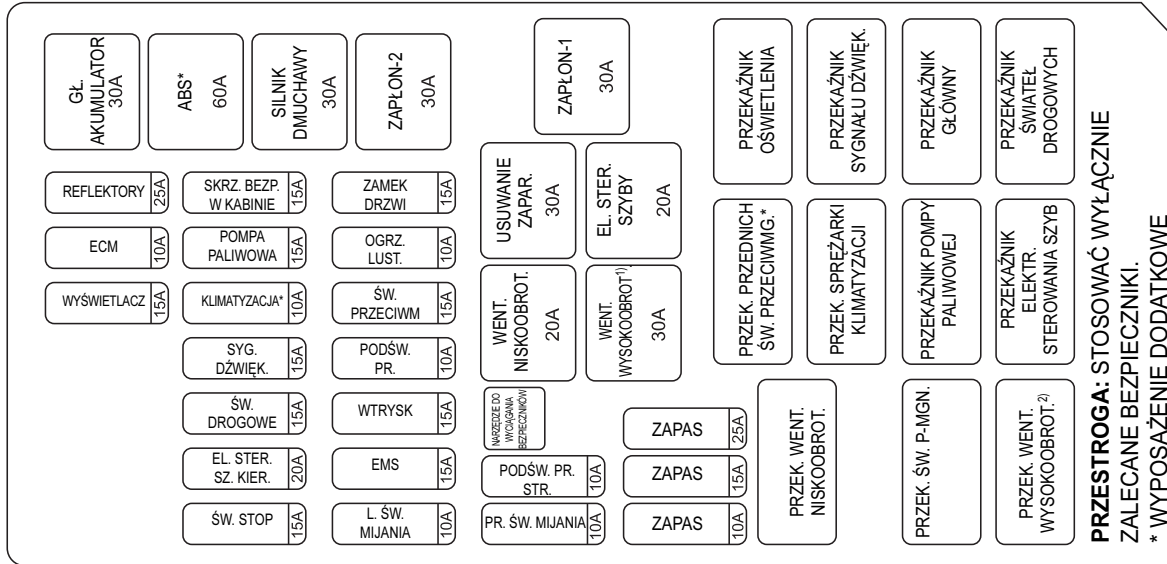 GŁ.
AKUMULATOR
30A
ABS*
60A
SILNIK
DMUCHAWY
30A
ZAPŁON-2
30A
ZAPŁON-1
30A
REFLEKTORY
25A
SKRZ. BEZP.
W KABINIE
15A
ZAMEK
DRZWI
15A
ECM
10A
POMPA
PALIWOWA
15A
OGRZ.
LUST.
10A
WYŚWIETLACZ
15A
KLIMATYZACJA*
10A
ŚW.
PRZECIWM
15A
SYG.
DŹWIĘK.
15A
PODŚW.
PR.
10A
ŚW.
DROGOWE
15A
WTRYSK
15A
EL. STER.
SZ. KIER.
20A
EMS
15A
ŚW. STOP
15A
L. ŚW.
MIJANIA
10A
USUWANIE
ZAPAR.
30A
EL. STER.
SZYBY
20A
WENT.
NISKOOBROT.
20A
WENT.
WYSOKOOBROT¹⁾.
30A
NARZĘDZIE DO
WYCIĄGANIA
BEZPIECZNIKÓW
PODŚW. PR.
STR.
10A
PR. ŚW. MIJANIA
10A
ZAPAS
25A
ZAPAS
15A
ZAPAS
10A
PRZEKAŹNIK
OŚWIETLENIA
PRZEKAŹNIK
SYGNAŁU DŹWIĘK.
PRZEKAŹNIK
GŁÓWNY
PRZEKAŹNIK
ŚWIATEŁ
DROGOWYCH
PRZEK. PRZEDNICH
ŚW. PRZECIWMG.*
PRZEK. SPRĘŻARKI
KLIMATYZACJI
PRZEKAŹNIK POMPY
PALIWOWEJ
PRZEKAŹNIK
ELEKTR.
STEROWANIA SZYB
PRZEK. WENT.
NISKOOBROT.
PRZEK. ŚW. P-MGN.
PRZEK. WENT.
WYSOKOOBROT.²⁾
PRZESTROGA: STOSOWAĆ WYŁĄCZNIE
ZALECANE BEZPIECZNIKI.
* WYPOSAŻENIE DODATKOWE